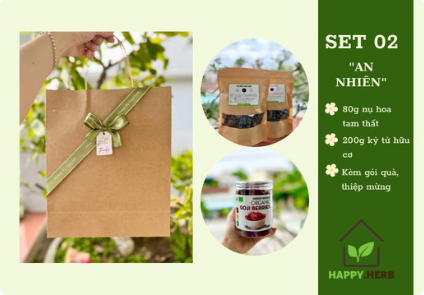 SET 02
"AN
NHIÊN"
80g nụ hoa
tam thất
200g kỷ tử hữu
cơ
Kèm gói quà,
thiệp mừng
HAPPY HERB
ORGANIC
GOJI BERRIES